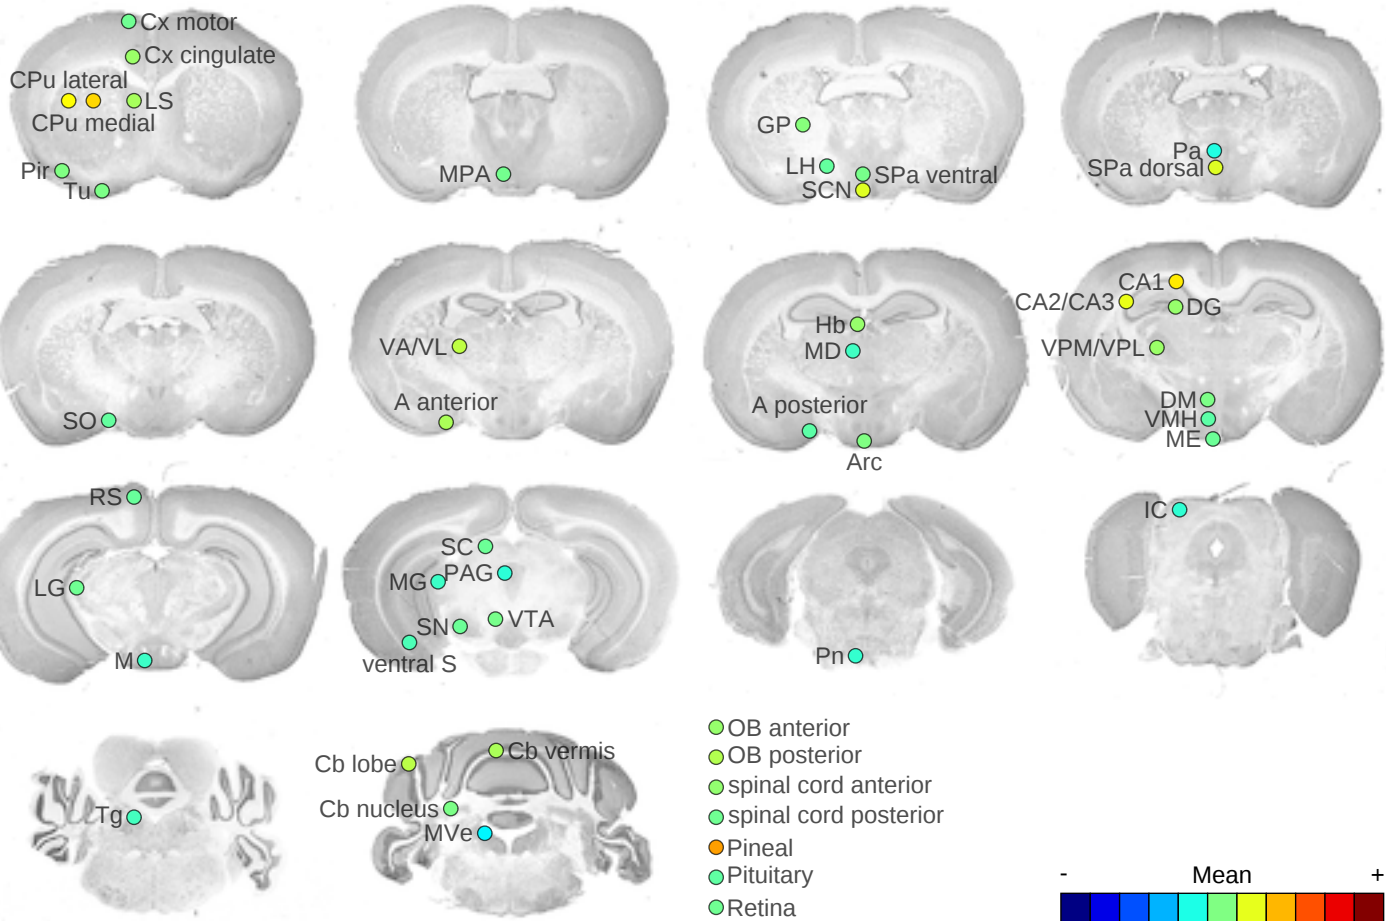 Cx motor
Cx cingulate
CPu lateral
LS
CPu medial
Pir
Tu
MPA
GP
LH
SPa ventral
SCN
Pa
SPa dorsal
SO
VA/VL
A anterior
Hb
MD
A posterior
Arc
CA1
CA2/CA3
DG
VPM/VPL
DM
VMH
ME
RS
LG
M
SC
MG
PAG
SN
VTA
ventral S
Pn
IC
Tg
Cb lobe
Cb vermis
Cb nucleus
MVe
OB anterior
OB posterior
spinal cord anterior
spinal cord posterior
Pineal
Pituitary
Retina
- Mean +